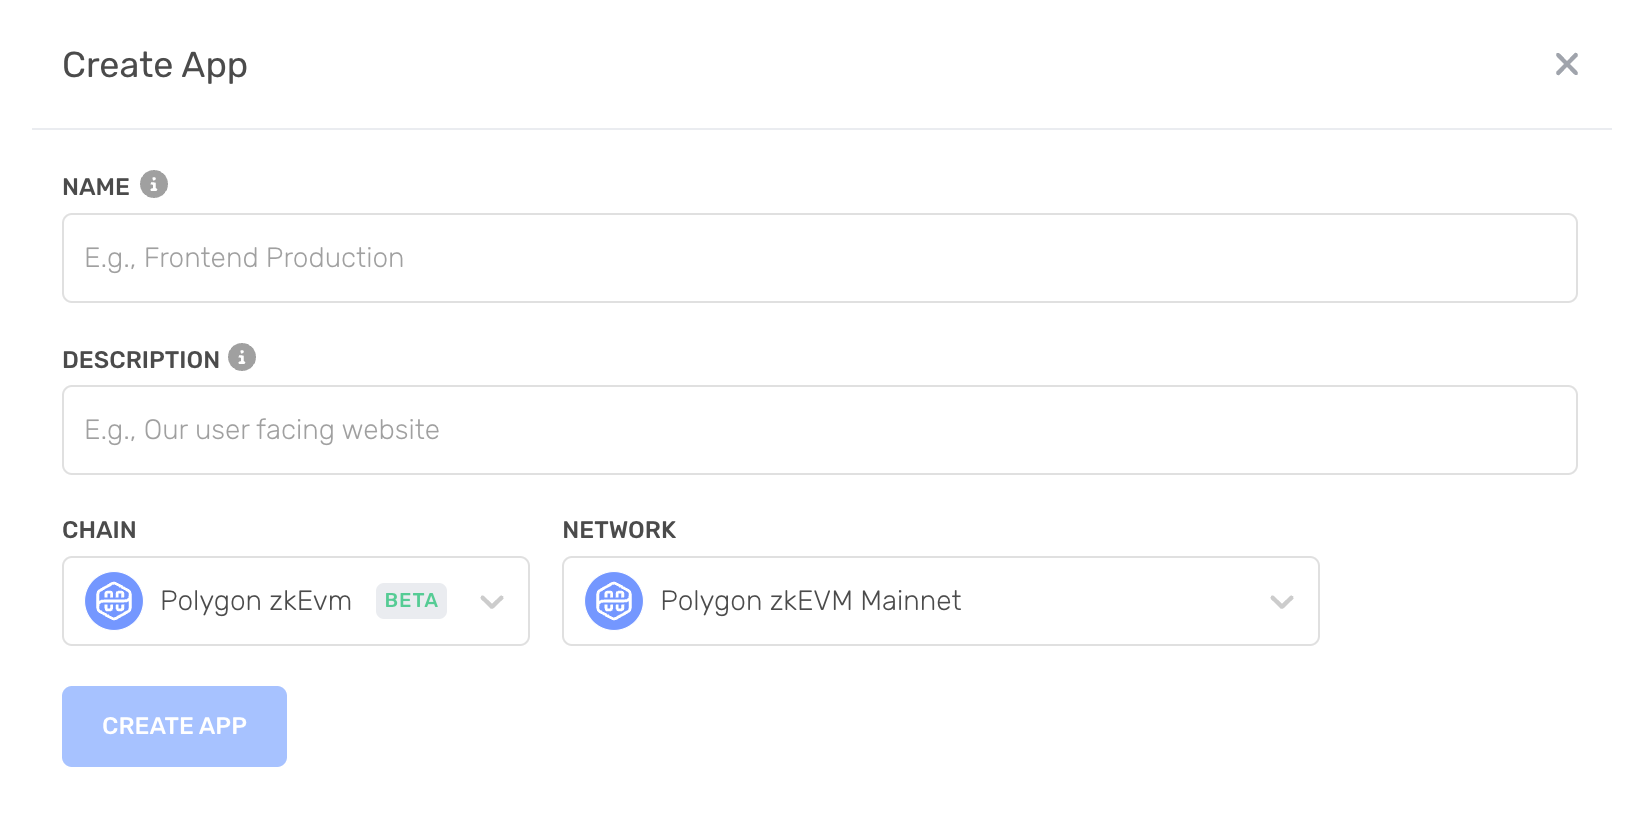 Create App
NAME
E.g., Frontend Production
DESCRIPTION
E.g., Our user facing website
CHAIN NETWORK
Polygon zkEvm BETA Polygon zkEVM Mainnet
CREATE APP